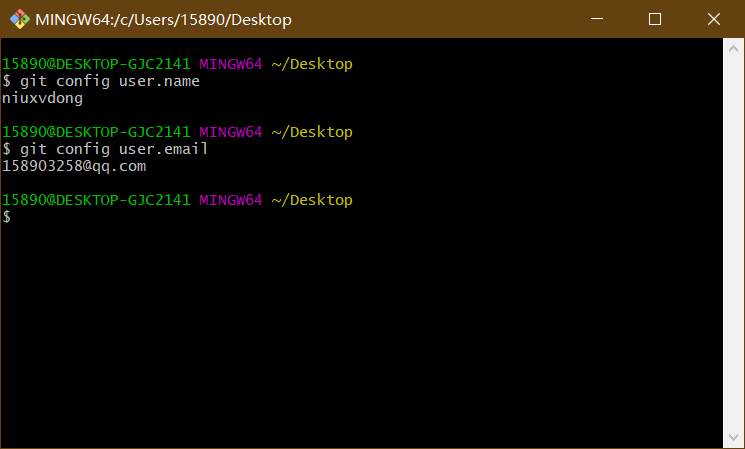 MINGW64:/c/Users/15890/Desktop
15890@DESKTOP-GJC2141 MINGW64 ~/Desktop
$ git config user.name
niuxvdong
15890@DESKTOP-GJC2141 MINGW64 ~/Desktop
$ git config user.email
158903258@qq.com
15890@DESKTOP-GJC2141 MINGW64 ~/Desktop
$